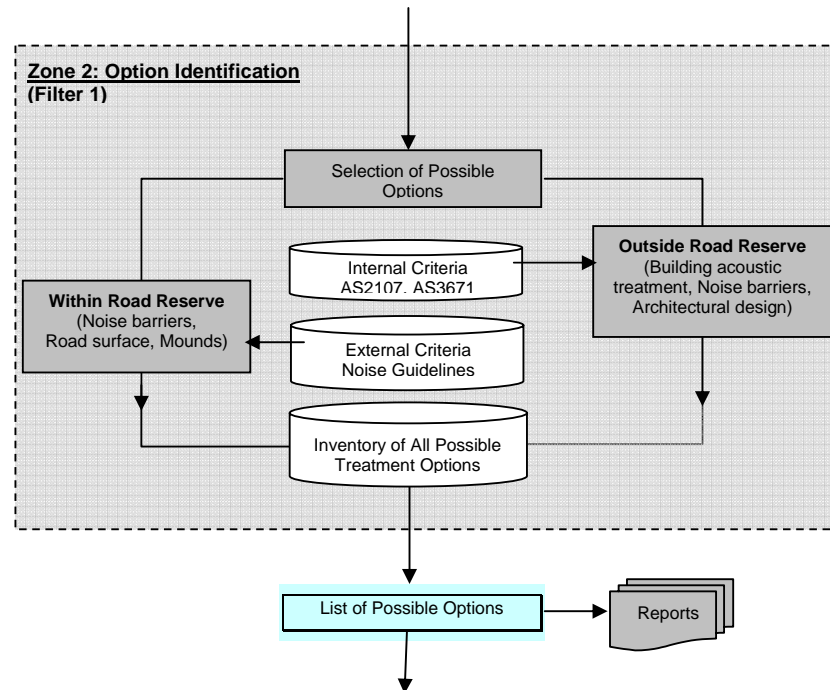 Zone 2: Option Identification
(Filter 1)
Selection of Possible
Options
Internal Criteria
AS2107, AS3671
Outside Road Reserve
(Building acoustic
treatment, Noise barriers,
Architectural design)
Within Road Reserve
(Noise barriers,
Road surface, Mounds)
External Criteria
Noise Guidelines
Inventory of All Possible
Treatment Options
List of Possible Options
Reports